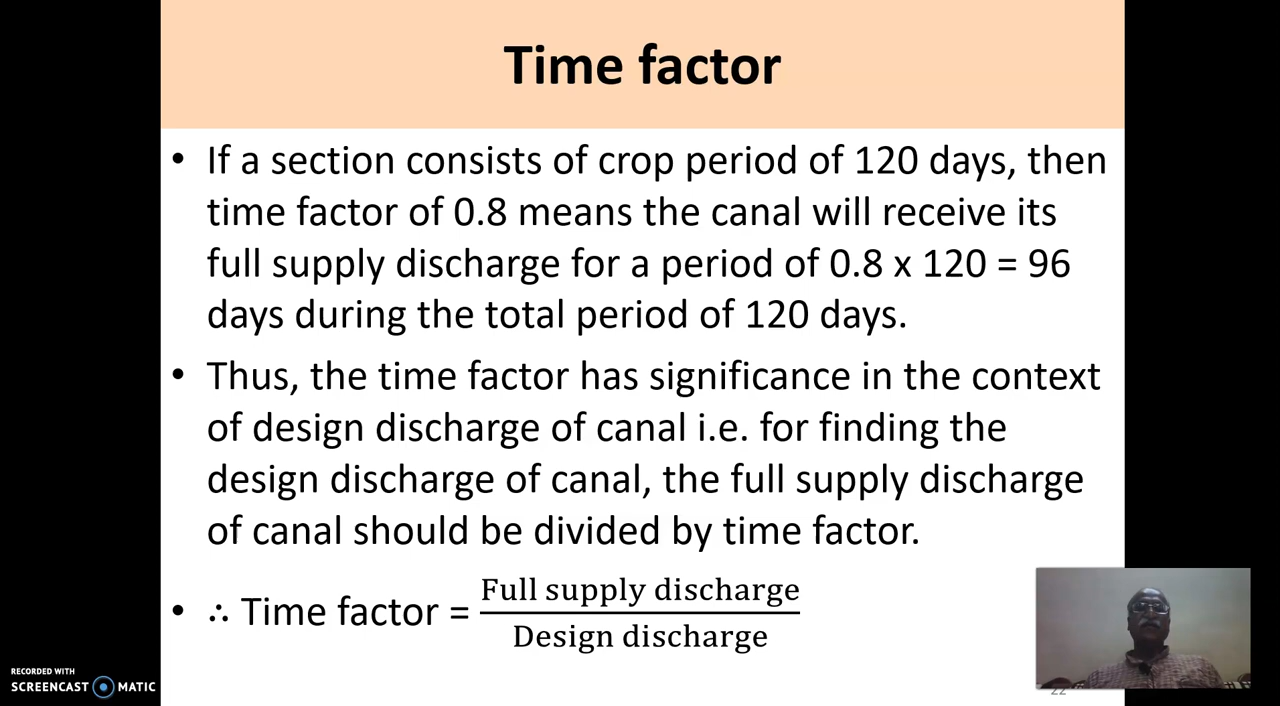 Time factor
• If a section consists of crop period of 120 days, then
time factor of 0.8 means the canal will receive its
full supply discharge for a period of 0.8 x 120 = 96
days during the total period of 120 days.
• Thus, the time factor has significance in the context
of design discharge of canal i.e. for finding the
design discharge of canal, the full supply discharge
of canal should be divided by time factor.
• ∴ Time factor = Full supply discharge
Design discharge
RECORDED WITH
SCREENCAST MATIC
22